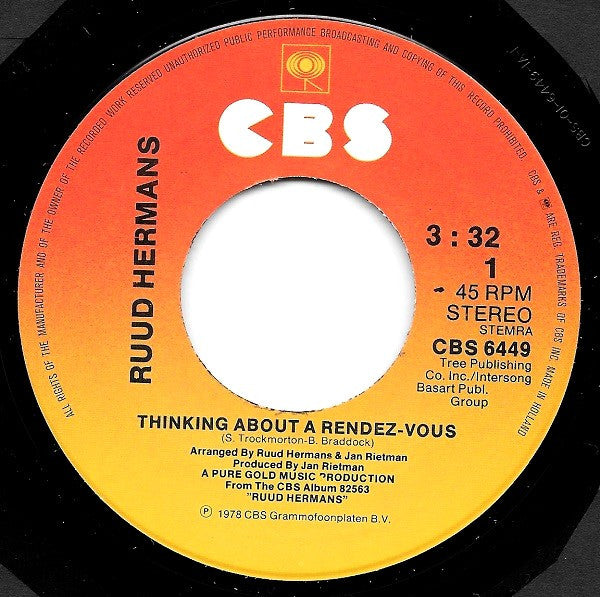 ALL RIGHTS OF THE MANUFACTURER AND OF THE OWNER OF THE RECORDED WORK RESERVED. UNAUTHORIZED PUBLIC PERFORMANCE BROADCASTING AND COPYING OF THIS RECORD PROHIBITED. CBS & ARE REG. TRADEMARKS OF CBS INC. MADE IN HOLLAND
CBS
RUUD HERMANS
3 : 32
1
45 RPM
STEREO
STEMRA
CBS 6449
Tree Publishing
Co. Inc./Intersong
Basart Publ.
Group
THINKING ABOUT A RENDEZ-VOUS
(S. Trockmorton-B. Braddock)
Arranged By Ruud Hermans & Jan Rietman
Produced By Jan Rietman
A PURE GOLD MUSIC PRODUCTION
From The CBS Album 82563
"RUUD HERMANS"
Ⓟ 1978 CBS Grammofoonplaten B.V.